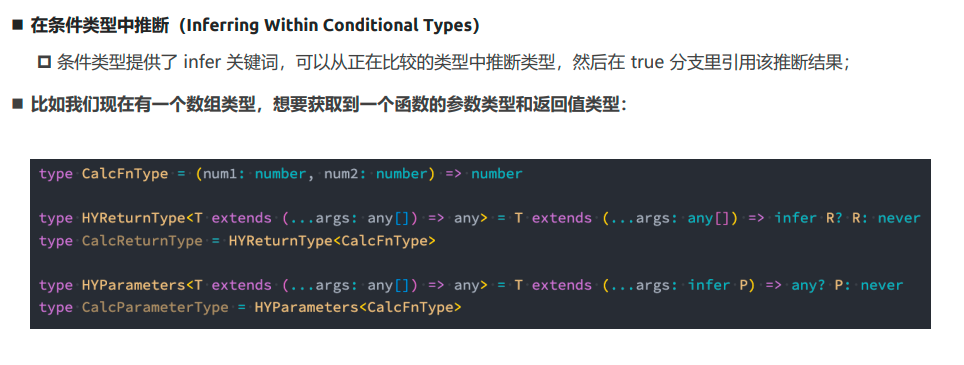 在条件类型中推断（Inferring Within Conditional Types）
条件类型提供了 infer 关键词，可以从正在比较的类型中推断类型，然后在 true 分支里引用该推断结果；
比如我们现在有一个数组类型，想要获取到一个函数的参数类型和返回值类型：
type CalcFnType = (num1: number, num2: number) => number
type HYReturnType<T extends (...args: any[]) => any> = T extends (...args: any[]) => infer R? R: never
type CalcReturnType = HYReturnType<CalcFnType>
type HYParameters<T extends (...args: any[]) => any> = T extends (...args: infer P) => any? P: never
type CalcParameterType = HYParameters<CalcFnType>